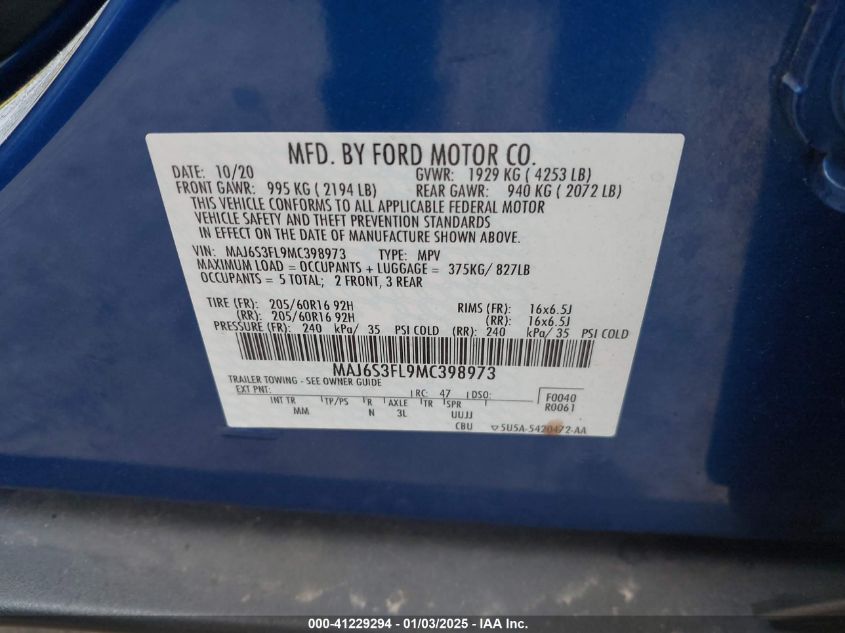 MFD. BY FORD MOTOR CO.
DATE: 10/20 GVWR: 1929 KG ( 4253 LB)
FRONT GAWR: 995 KG ( 2194 LB) REAR GAWR: 940 KG ( 2072 LB)
THIS VEHICLE CONFORMS TO ALL APPLICABLE FEDERAL MOTOR
VEHICLE SAFETY AND THEFT PREVENTION STANDARDS
IN EFFECT ON THE DATE OF MANUFACTURE SHOWN ABOVE.
VIN: MAJ6S3FL9MC398973 TYPE: MPV
MAXIMUM LOAD = OCCUPANTS + LUGGAGE = 375KG/ 827LB
OCCUPANTS = 5 TOTAL; 2 FRONT, 3 REAR
TIRE (FR): 205/60R16 92H RIMS (FR): 16x6.5J
(RR): 205/60R16 92H (RR): 16x6.5J
PRESSURE (FR): 240 kPa/ 35 PSI COLD (RR): 240 kPa/ 35 PSI COLD
MAJ6S3FL9MC398973
TRAILER TOWING - SEE OWNER GUIDE
EXT PNT: RC: 47 DSO: F0040
INT TR TP/PS R AXLE TR SPR R0061
MM N 3L UUJJ
CBU 5U5A-5420472-AA
000-41229294 - 01/03/2025 - IAA Inc.